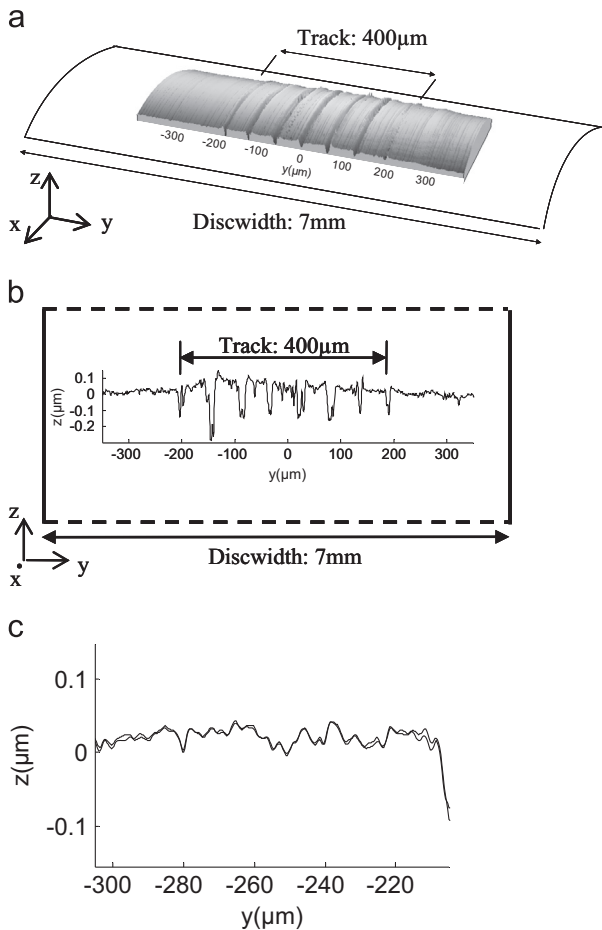 a
Track: 400µm
-300 -200 -100 0 100 200 300
y(µm)
z
x
y
Discwidth: 7mm
b
Track: 400µm
z(µm)
0.1
0
-0.1
-0.2
-300 -200 -100 0 100 200 300
y(µm)
z
x
y
Discwidth: 7mm
c
z(µm)
0.1
0
-0.1
-300 -280 -260 -240 -220
y(µm)